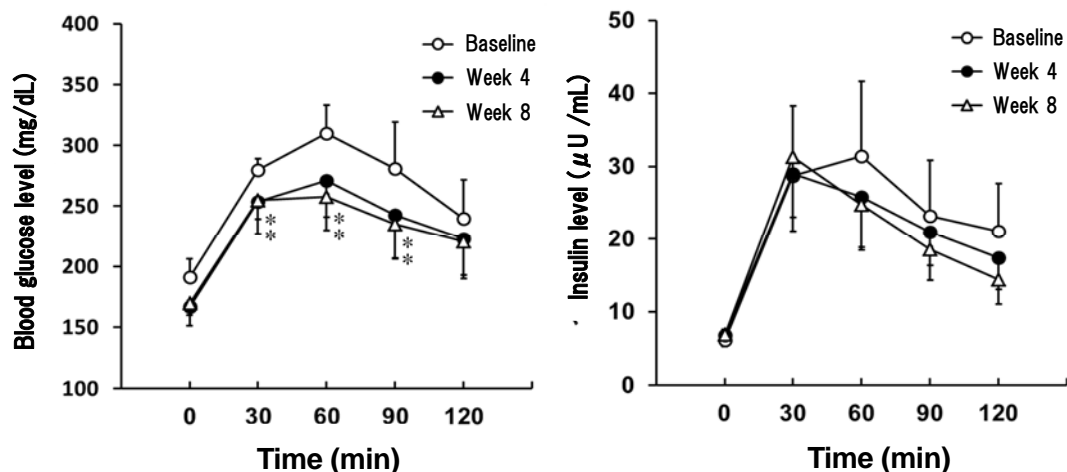 400
350
300
250
200
150
100
Blood glucose level (mg/dL)
Baseline
Week 4
Week 8
*
*
*
*
*
*
0 30 60 90 120
Time (min)
50
40
30
20
10
0
Insulin level (μU/mL)
Baseline
Week 4
Week 8
0 30 60 90 120
Time (min)